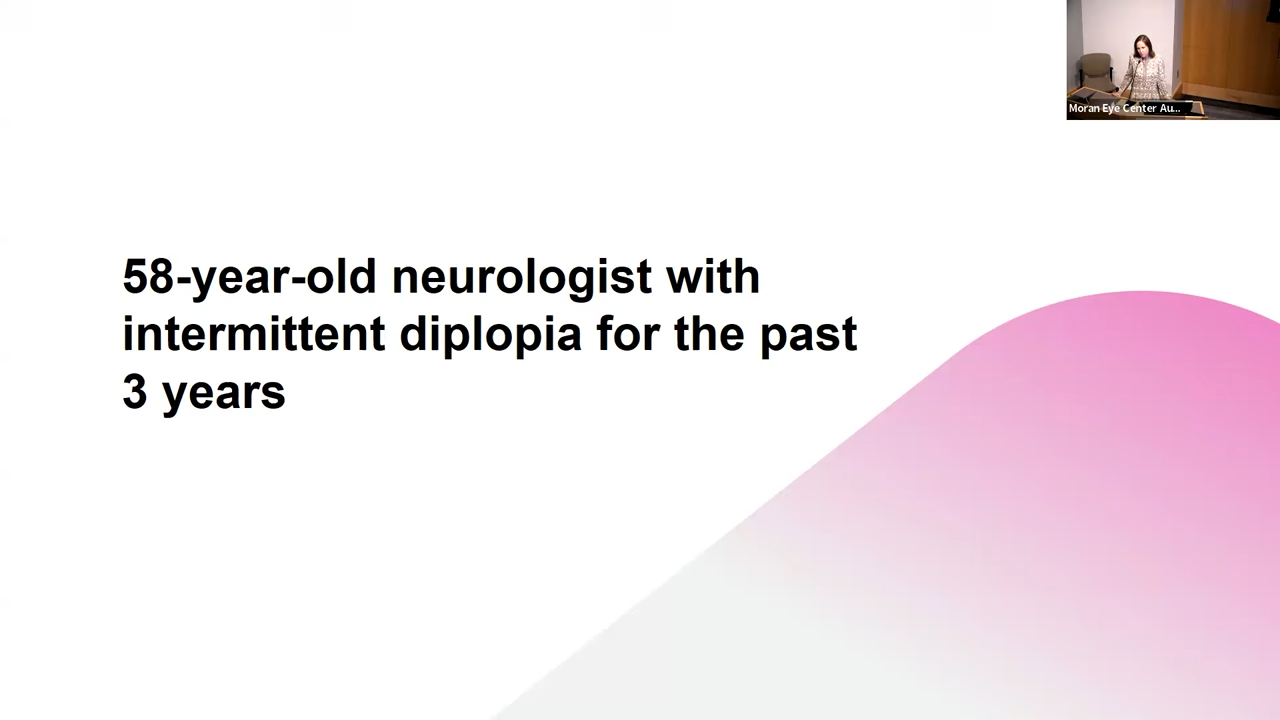 Moran Eye Center Au...
58-year-old neurologist with
intermittent diplopia for the past
3 years